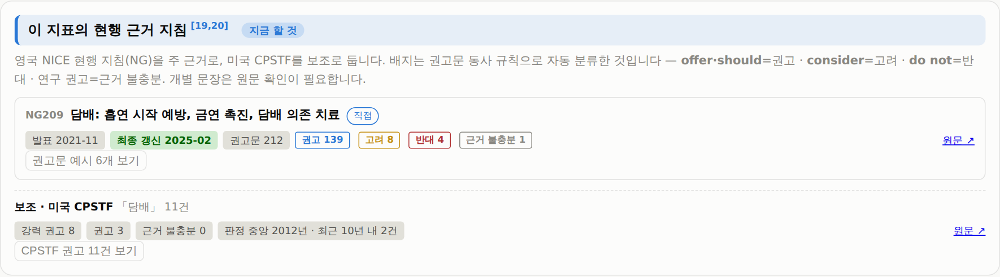 이 지표의 현행 근거 지침 [19,20] 지금 할 것
영국 NICE 현행 지침(NG)을 주 근거로, 미국 CPSTF를 보조로 둡니다. 배지는 권고문 동사 규칙으로 자동 분류한 것입니다 — offer·should=권고 · consider=고려 · do not=반
대 · 연구 권고=근거 불충분. 개별 문장은 원문 확인이 필요합니다.
NG209 담배: 흡연 시작 예방, 금연 촉진, 담배 의존 치료 직접
발표 2021-11 최종 갱신 2025-02 권고문 212 권고 139 고려 8 반대 4 근거 불충분 1 원문 ↗
권고문 예시 6개 보기
보조 · 미국 CPSTF 「담배」 11건
강력 권고 8 권고 3 근거 불충분 0 판정 중앙 2012년 · 최근 10년 내 2건 원문 ↗
CPSTF 권고 11건 보기